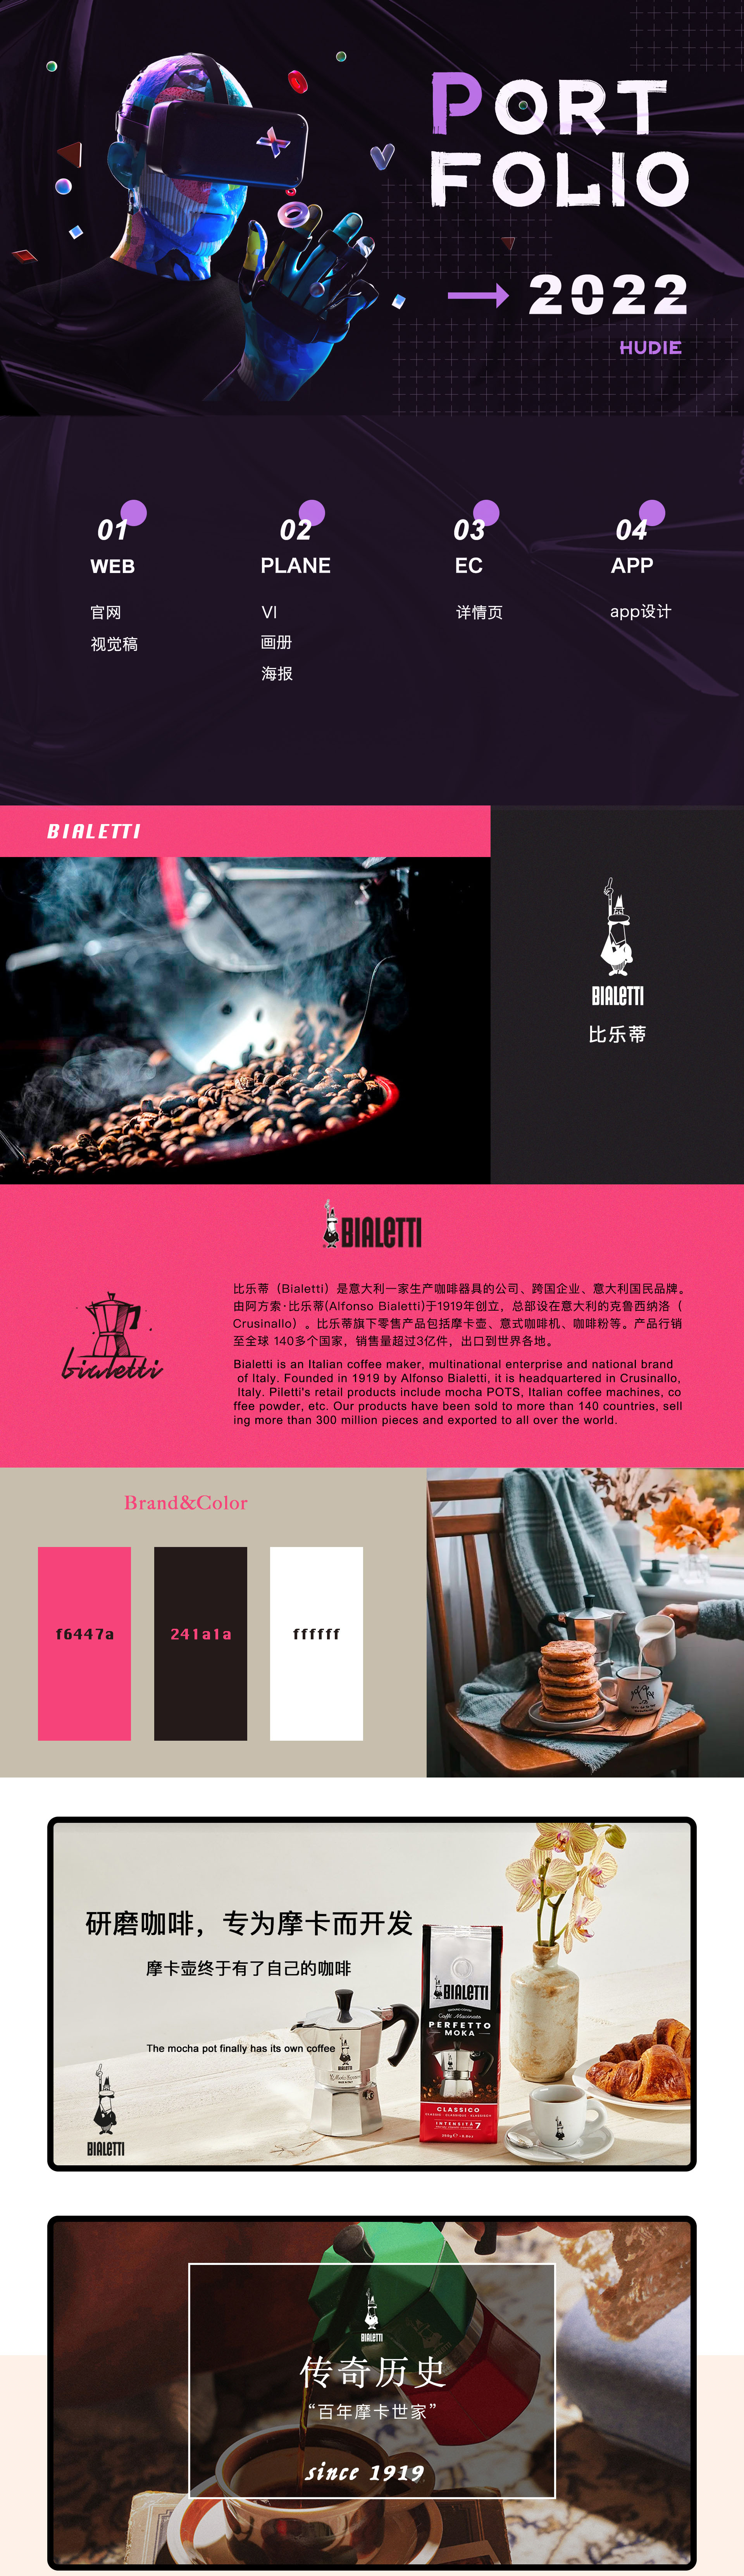 PORT
FOLIO
2022
HUDIE
01
WEB
官网
视觉稿
02
PLANE
VI
画册
海报
03
EC
详情页
04
APP
app设计
BIALETTI
BIALETTI
比乐蒂
BIALETTI
bialetti
比乐蒂（Bialetti）是意大利一家生产咖啡器具的公司、跨国企业、意大利国民品牌。
由阿方索·比乐蒂(Alfonso Bialetti)于1919年创立，总部设在意大利的克鲁西纳洛（
Crusinallo）。比乐蒂旗下零售产品包括摩卡壶、意式咖啡机、咖啡粉等。产品行销
至全球 140多个国家，销售量超过3亿件，出口到世界各地。
Bialetti is an Italian coffee maker, multinational enterprise and national brand
of Italy. Founded in 1919 by Alfonso Bialetti, it is headquartered in Crusinallo,
Italy. Piletti's retail products include mocha POTS, Italian coffee machines, co
ffee powder, etc. Our products have been sold to more than 140 countries, sell
ing more than 300 million pieces and exported to all over the world.
Brand&Color
f6447a
241a1a
ffffff
研磨咖啡，专为摩卡而开发
摩卡壶终于有了自己的咖啡
The mocha pot finally has its own coffee
BIALETTI
BIALETTI
BIALETTI
Caffè Macinato
PERFETTO
MOKA
CLASSICO
INTENSITÀ 7
BIALETTI
传奇历史
“百年摩卡世家”
since 1919